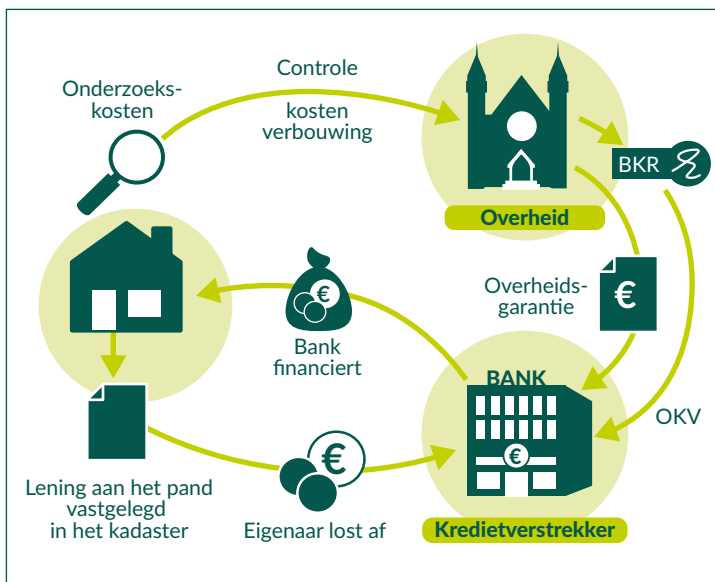 Onderzoeks-
kosten
Controle
kosten
verbouwing
BKR
Overheid
Overheids-
garantie
€
€
Bank
financiert
BANK
€
OKV
€
Lening aan het pand
vastgelegd
in het kadaster
Eigenaar lost af
Kredietverstrekker